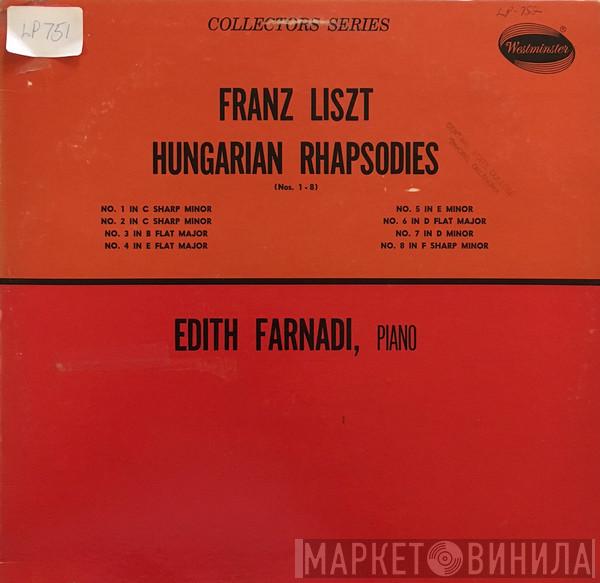 LP 751
COLLECTORS SERIES
LP-752
Westminster®
FRANZ LISZT
HUNGARIAN RHAPSODIES
(Nos. 1-8)
NO. 1 IN C SHARP MINOR
NO. 2 IN C SHARP MINOR
NO. 3 IN B FLAT MAJOR
NO. 4 IN E FLAT MAJOR
NO. 5 IN E MINOR
NO. 6 IN D FLAT MAJOR
NO. 7 IN D MINOR
NO. 8 IN F SHARP MINOR
EDITH FARNADI, PIANO
МАРКЕТ ВИНИЛА